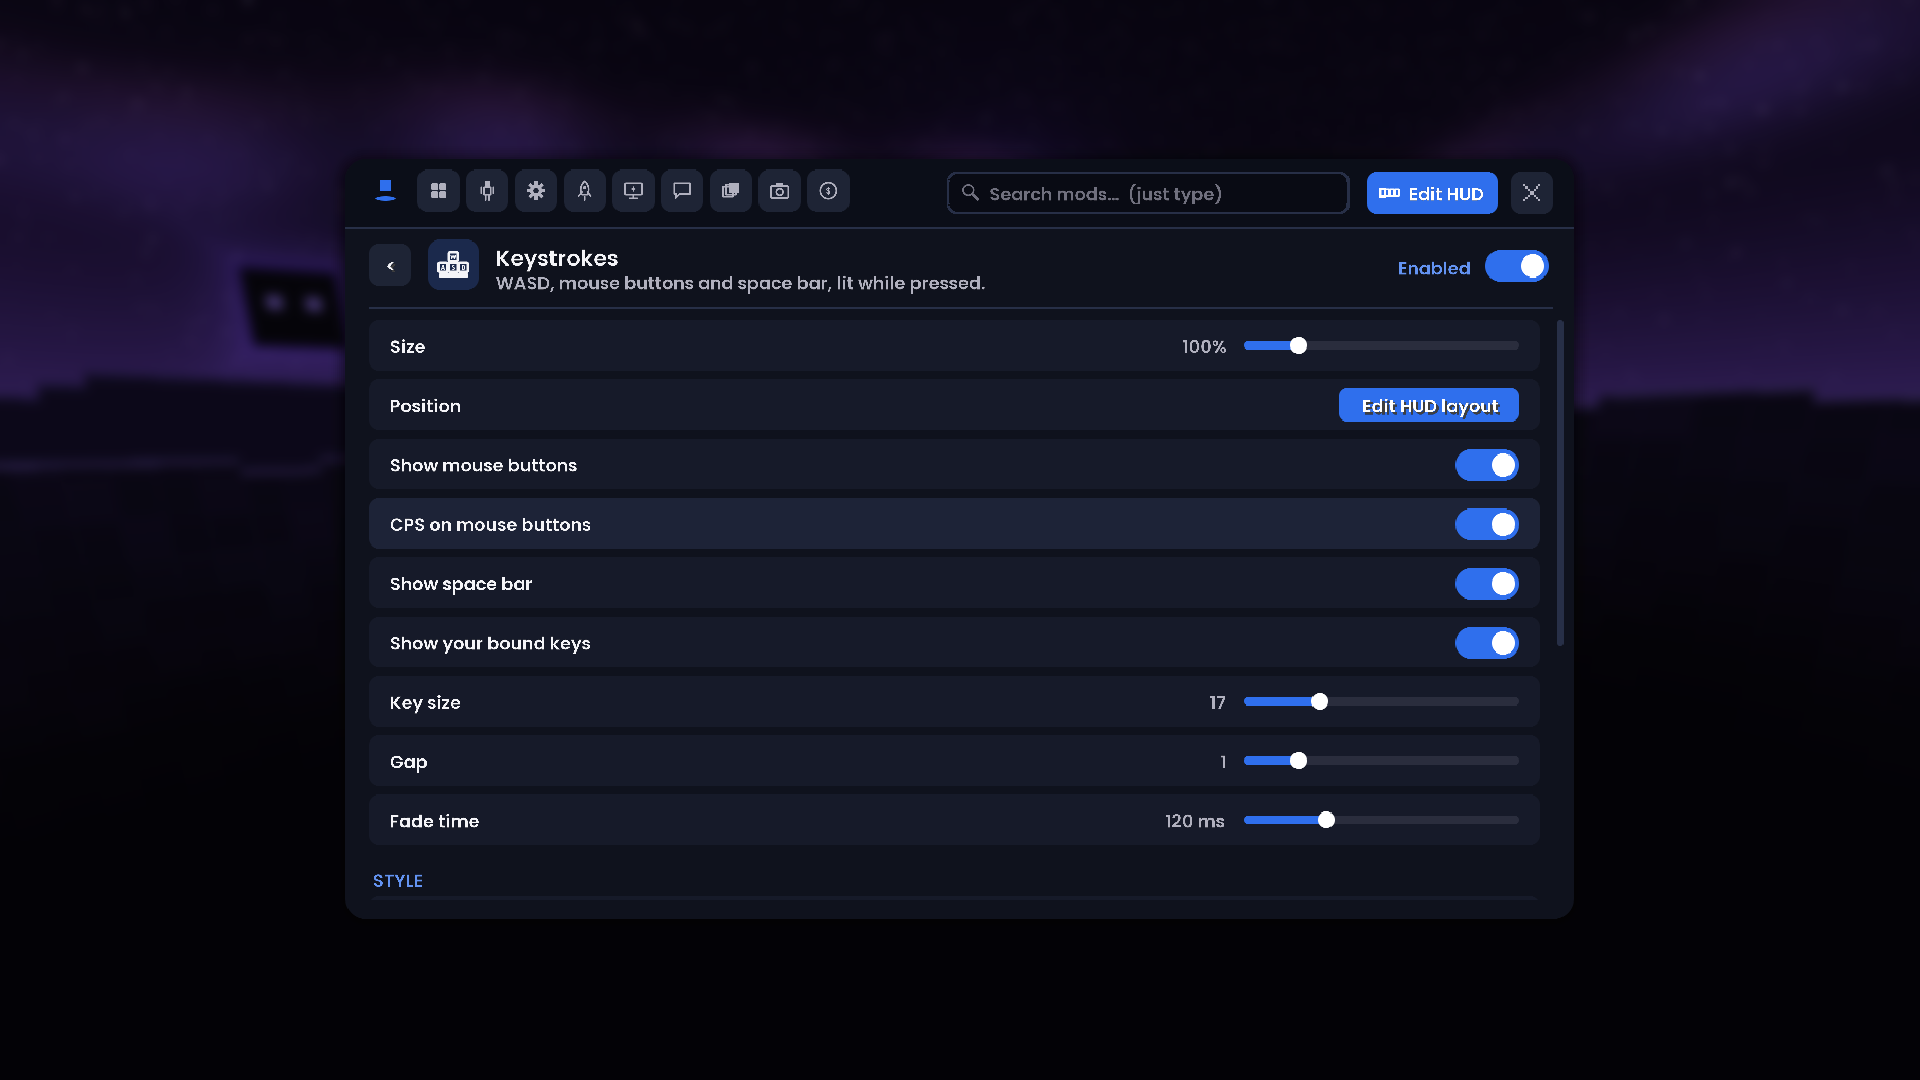 Search mods... (just type)
Edit HUD
Keystrokes
WASD, mouse buttons and space bar, lit while pressed.
Enabled
Size
100%
Position
Edit HUD layout
Show mouse buttons
CPS on mouse buttons
Show space bar
Show your bound keys
Key size
17
Gap
1
Fade time
120 ms
STYLE